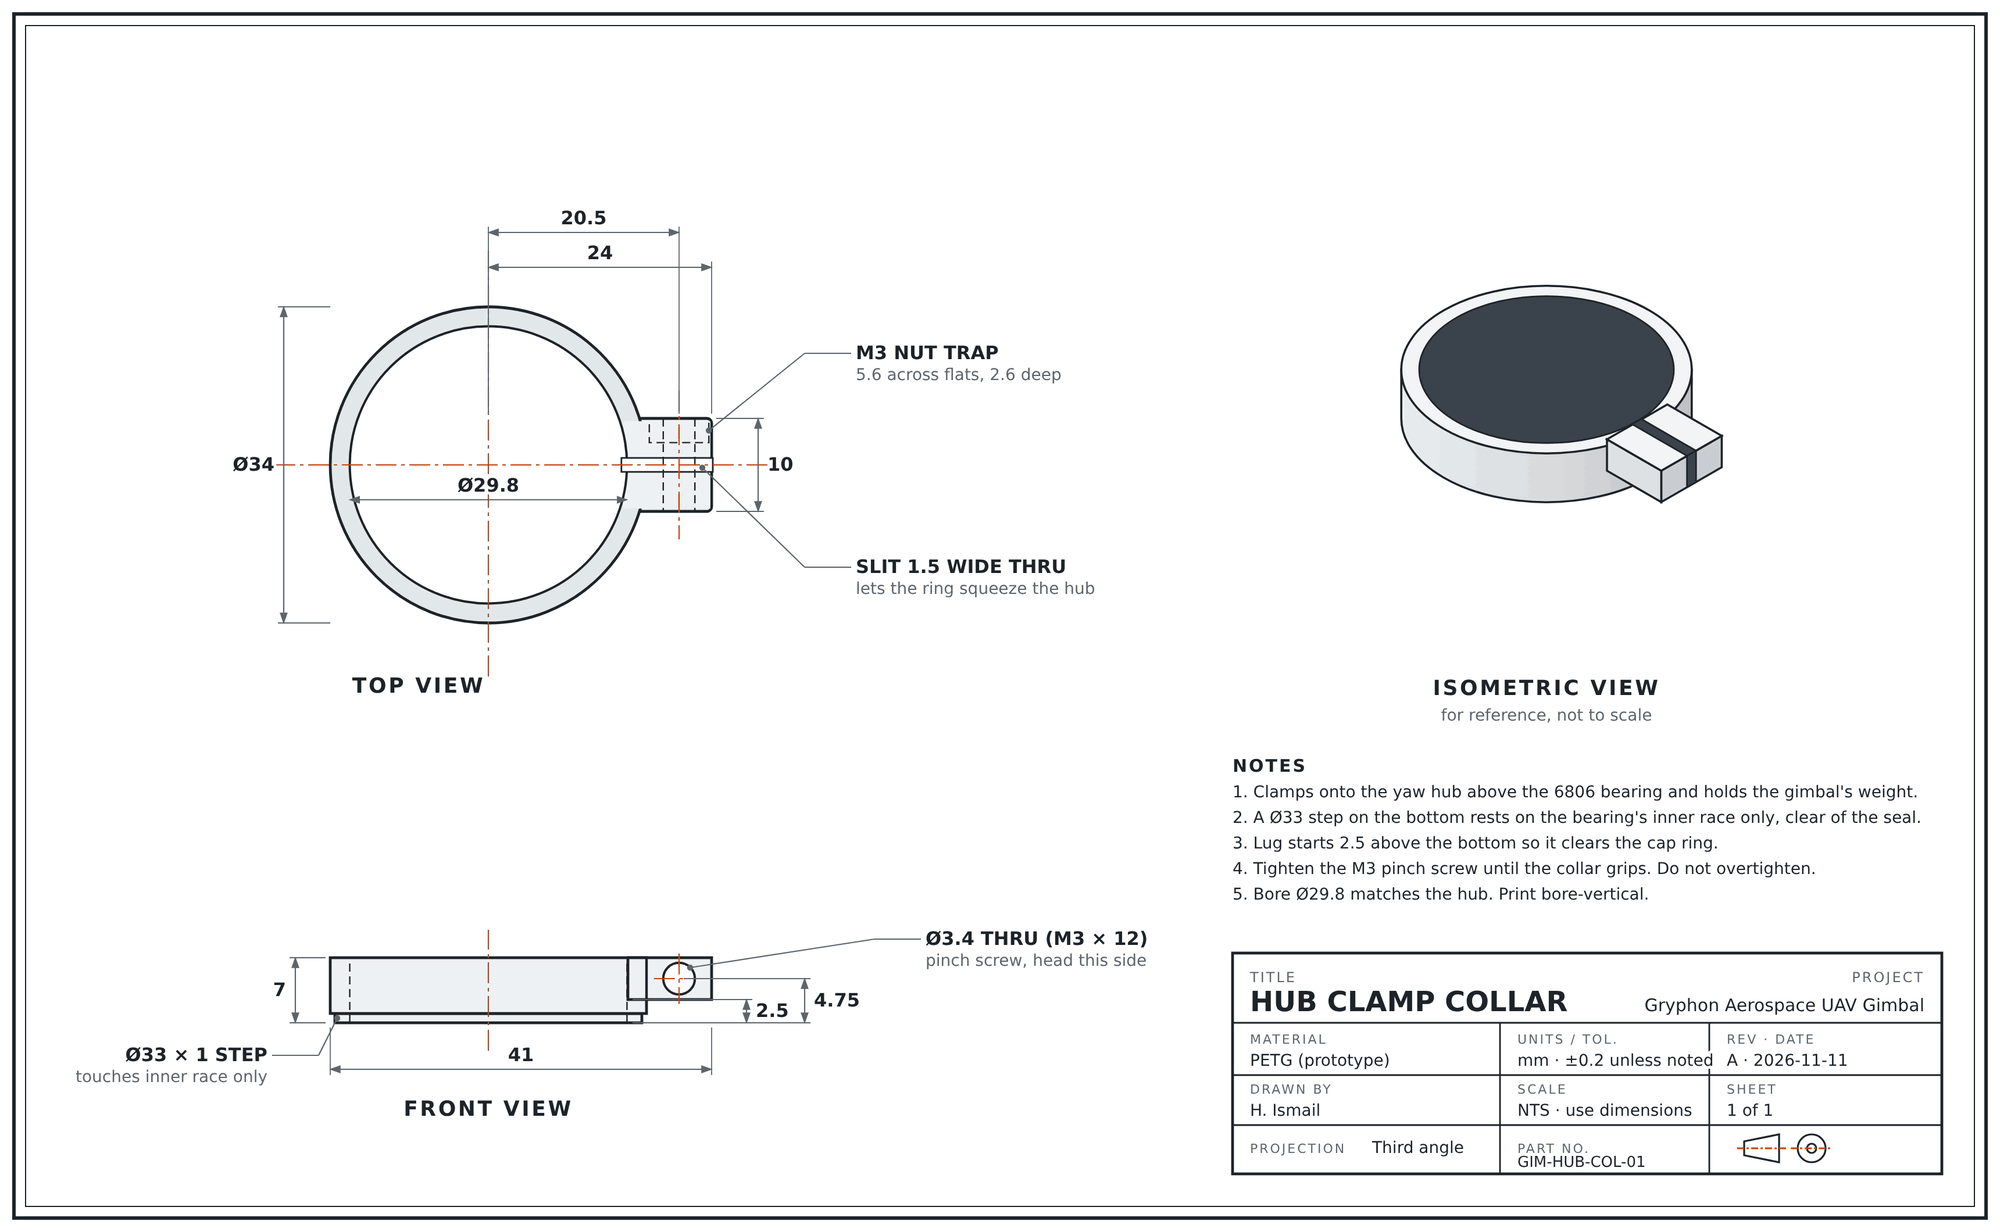 20.5
24
M3 NUT TRAP
5.6 across flats, 2.6 deep
Ø34
10
Ø29.8
SLIT 1.5 WIDE THRU
lets the ring squeeze the hub
TOP VIEW
ISOMETRIC VIEW
for reference, not to scale
NOTES
1. Clamps onto the yaw hub above the 6806 bearing and holds the gimbal's weight.
2. A Ø33 step on the bottom rests on the bearing's inner race only, clear of the seal.
3. Lug starts 2.5 above the bottom so it clears the cap ring.
4. Tighten the M3 pinch screw until the collar grips. Do not overtighten.
5. Bore Ø29.8 matches the hub. Print bore-vertical.
Ø3.4 THRU (M3 × 12)
pinch screw, head this side
7
2.5
4.75
Ø33 × 1 STEP
touches inner race only
41
FRONT VIEW
TITLE
HUB CLAMP COLLAR
PROJECT
Gryphon Aerospace UAV Gimbal
MATERIAL
PETG (prototype)
UNITS / TOL.
mm · ±0.2 unless noted
REV · DATE
A · 2026-11-11
DRAWN BY
H. Ismail
SCALE
NTS · use dimensions
SHEET
1 of 1
PROJECTION Third angle
PART NO.
GIM-HUB-COL-01